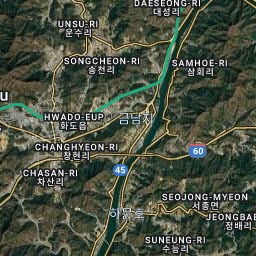 DAESEONG-RI
대성리
UNSU-RI
운수리
SONGCHEON-RI
송천리
SAMHOE-RI
삼회리
u
HWADO-EUP
화도읍
금남지
CHANGHYEON-RI
장현리
60
45
CHASAN-RI
차산리
SEOJONG-MYEON
서종면
JEONGBAE
정배리
SUNEUNG-RI
수능리